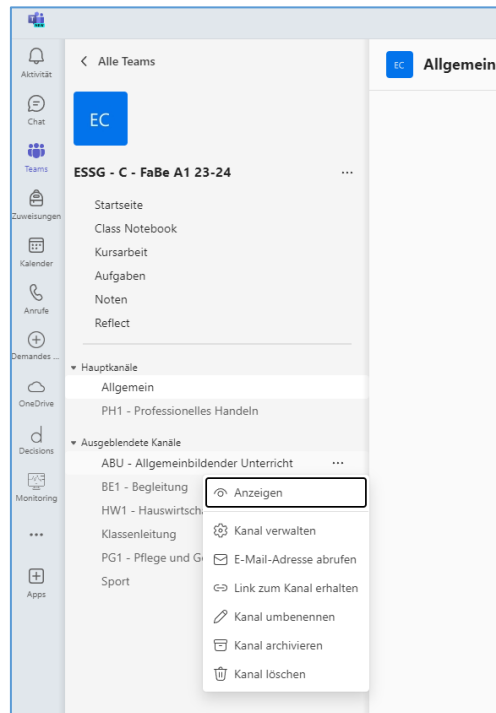 Alle Teams
EC
Allgemein
Aktivität
Chat
Teams
Zuweisungen
Kalender
Anrufe
Demandes ...
OneDrive
Decisions
Monitoring
Apps
EC
ESSG - C - FaBe A1 23-24
Startseite
Class Notebook
Kursarbeit
Aufgaben
Noten
Reflect
Hauptkanäle
Allgemein
PH1 - Professionelles Handeln
Ausgeblendete Kanäle
ABU - Allgemeinbildender Unterricht
BE1 - Begleitung
HW1 - Hauswirtsch
Klassenleitung
PG1 - Pflege und G
Sport
Anzeigen
Kanal verwalten
E-Mail-Adresse abrufen
Link zum Kanal erhalten
Kanal umbenennen
Kanal archivieren
Kanal löschen